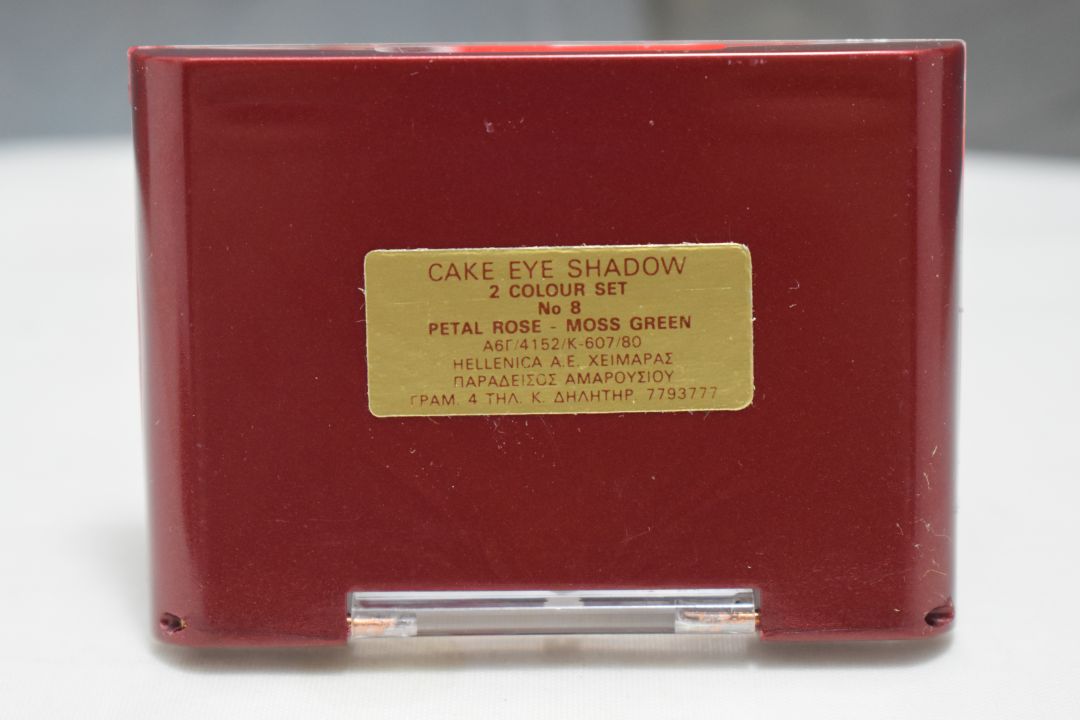 CAKE EYE SHADOW
2 COLOUR SET
No 8
PETAL ROSE - MOSS GREEN
Α6Γ/4152/Κ-607/80
HELLENICA A.E. ΧΕΙΜΑΡΑΣ
ΠΑΡΑΔΕΙΣΟΣ ΑΜΑΡΟΥΣΙΟΥ
ΓΡΑΜ. 4 ΤΗΛ. Κ. ΔΗΛΗΤΗΡ. 7793777